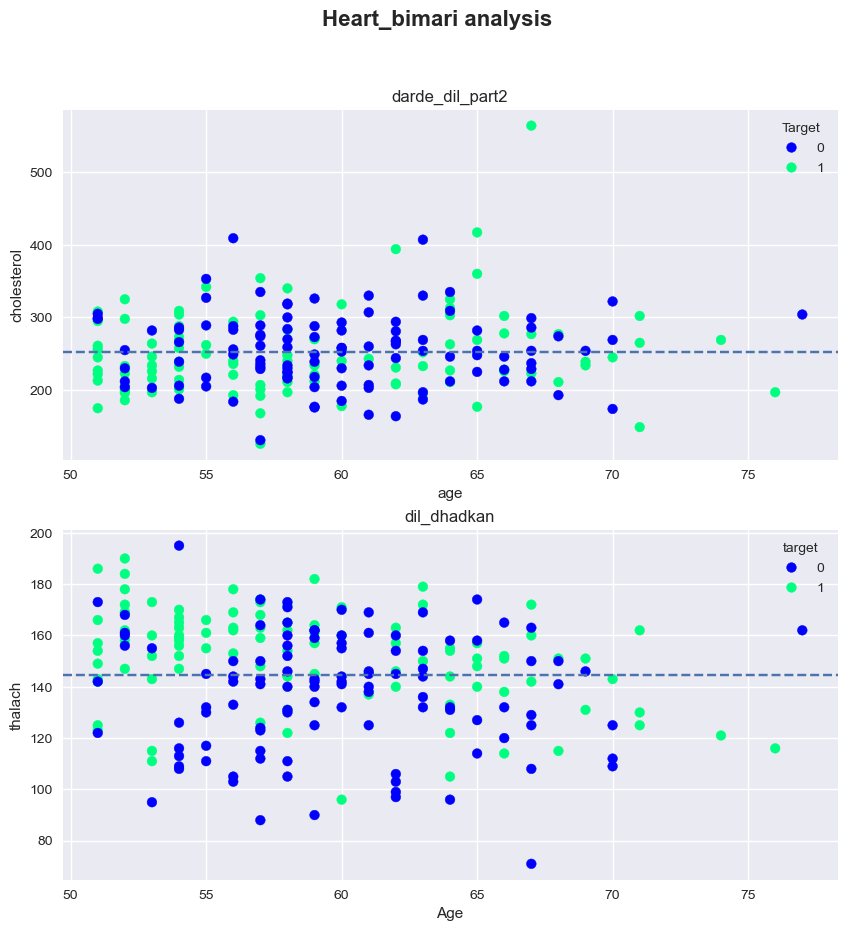 Heart_bimari analysis
darde_dil_part2
Target
0
1
500
400
300
200
cholesterol
50 55 60 65 70 75
age
dil_dhadkan
target
0
1
200
180
160
140
120
100
80
thalach
50 55 60 65 70 75
Age